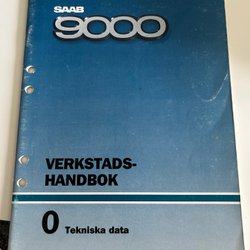 SAAB
9000
VERKSTADS-
HANDBOK
0 Tekniska data